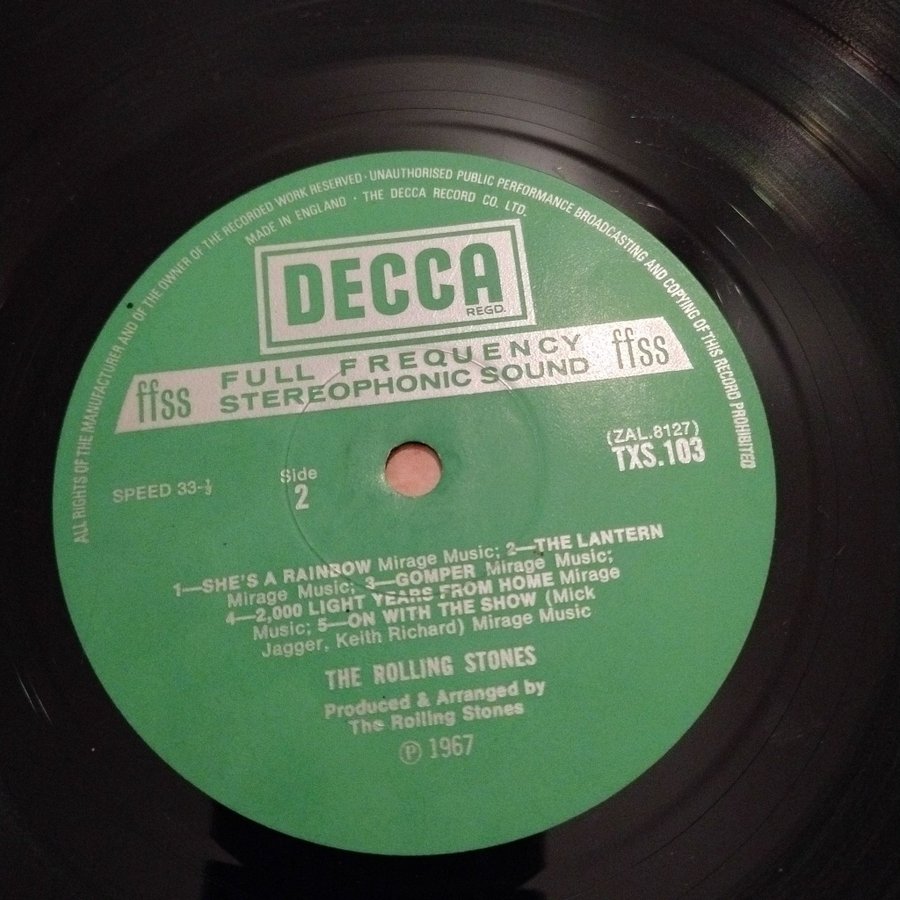 ALL RIGHTS OF THE MANUFACTURER AND OF THE OWNER OF THE RECORDED WORK RESERVED · UNAUTHORISED PUBLIC PERFORMANCE BROADCASTING AND COPYING OF THIS RECORD PROHIBITED
MADE IN ENGLAND · THE DECCA RECORD CO. LTD.
DECCA
REGD.
ffss FULL FREQUENCY ffss
STEREOPHONIC SOUND
(ZAL.8127)
TXS.103
SPEED 33-⅓
Side
2
1—SHE'S A RAINBOW Mirage Music; 2—THE LANTERN
Mirage Music; 3—GOMPER Mirage Music;
4—2,000 LIGHT YEARS FROM HOME Mirage
Music; 5—ON WITH THE SHOW (Mick
Jagger, Keith Richard) Mirage Music
THE ROLLING STONES
Produced & Arranged by
The Rolling Stones
℗ 1967